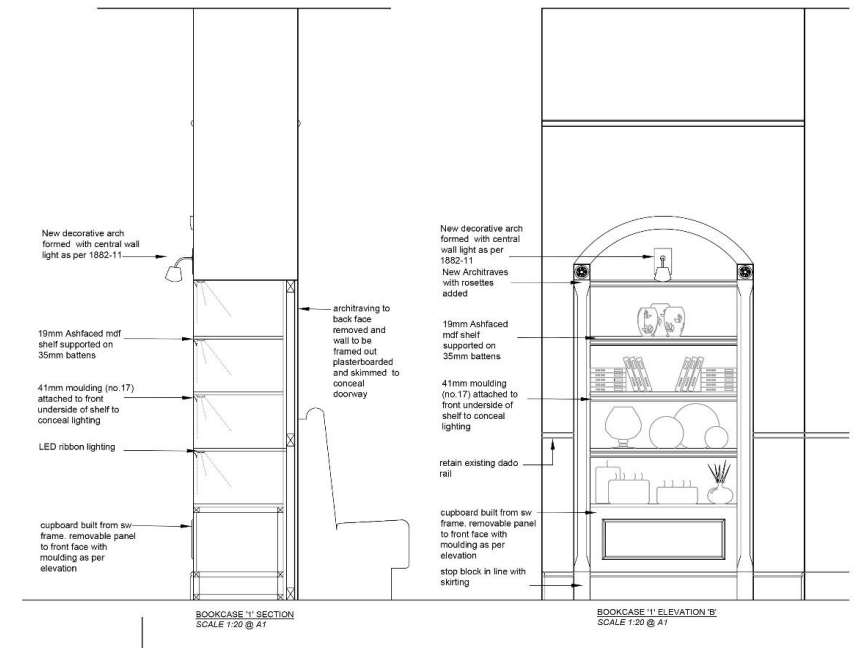 New decorative arch
formed with central wall
light as per 1882-11
19mm Ashfaced mdf
shelf supported on
35mm battens
41mm moulding (no.17)
attached to front
underside of shelf to
conceal lighting
LED ribbon lighting
cupboard built from sw
frame. removable panel
to front face with
moulding as per
elevation
architraving to
back face
removed and
wall to be
framed out
plasterboarded
and skimmed to
conceal
doorway
BOOKCASE '1' SECTION
SCALE 1:20 @ A1
New decorative arch
formed with central
wall light as per
1882-11
New Architraves
with rosettes
added
19mm Ashfaced
mdf shelf
supported on
35mm battens
41mm moulding
(no.17) attached to
front underside of
shelf to conceal
lighting
retain existing dado
rail
cupboard built from sw
frame. removable panel
to front face with
moulding as per
elevation
stop block in line with
skirting
BOOKCASE '1' ELEVATION 'B'
SCALE 1:20 @ A1